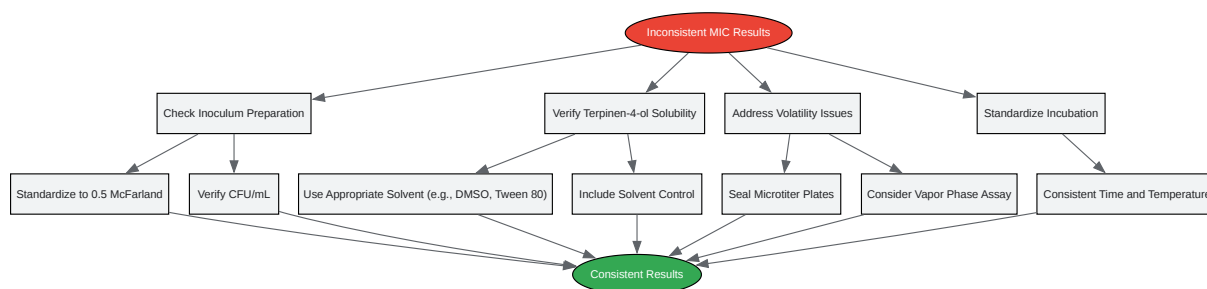 Inconsistent MIC Results
Check Inoculum Preparation
Verify Terpinen-4-ol Solubility
Address Volatility Issues
Standardize Incubation
Standardize to 0.5 McFarland
Verify CFU/mL
Use Appropriate Solvent (e.g., DMSO, Tween 80)
Include Solvent Control
Seal Microtiter Plates
Consider Vapor Phase Assay
Consistent Time and Temperature
Consistent Results